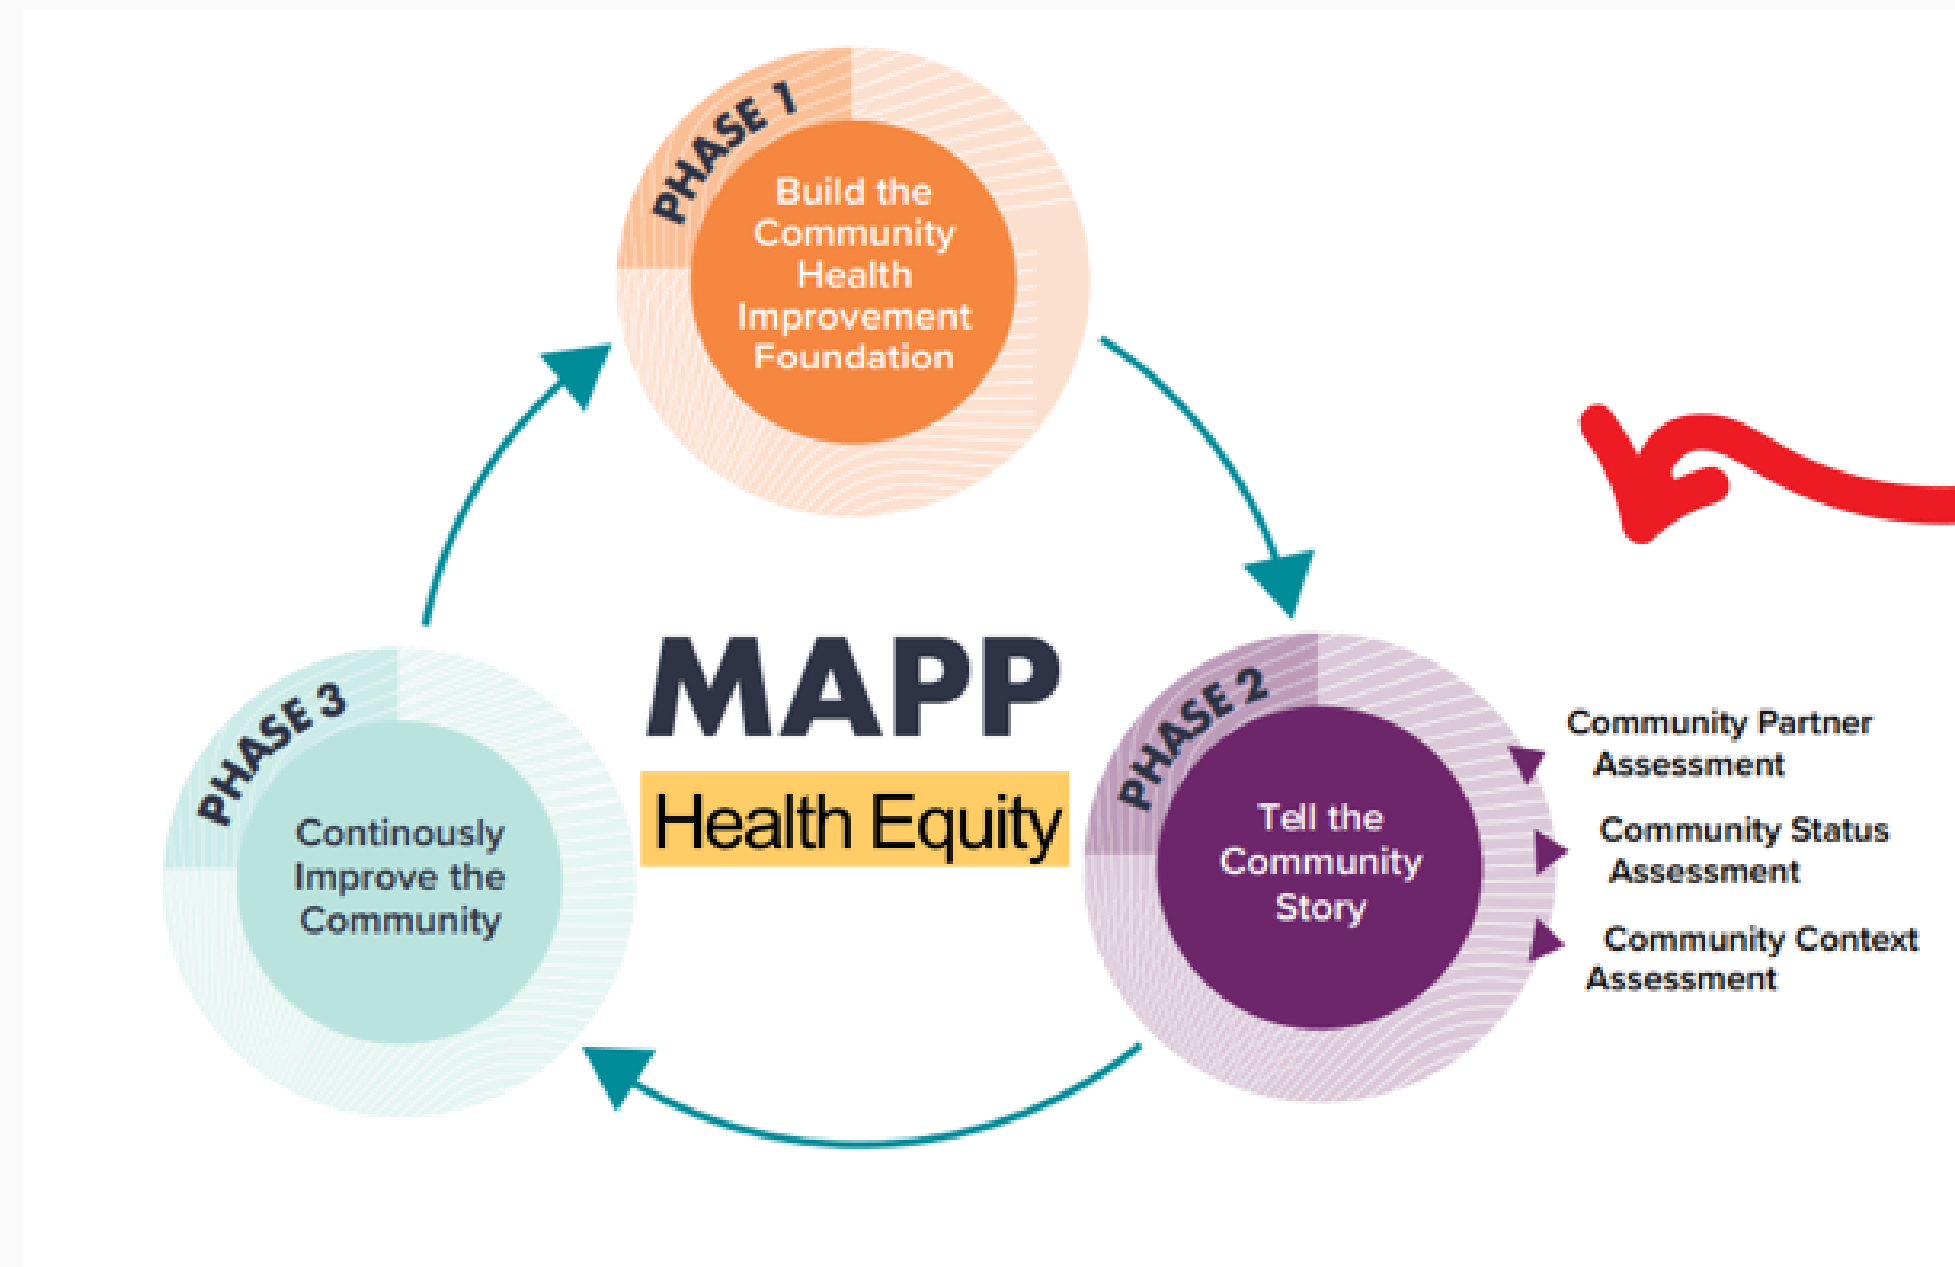 PHASE 1
Build the
Community
Health
Improvement
Foundation
MAPP
Health Equity
PHASE 2
Tell the
Community
Story
Community Partner
Assessment
Community Status
Assessment
Community Context
Assessment
PHASE 3
Continously
Improve the
Community